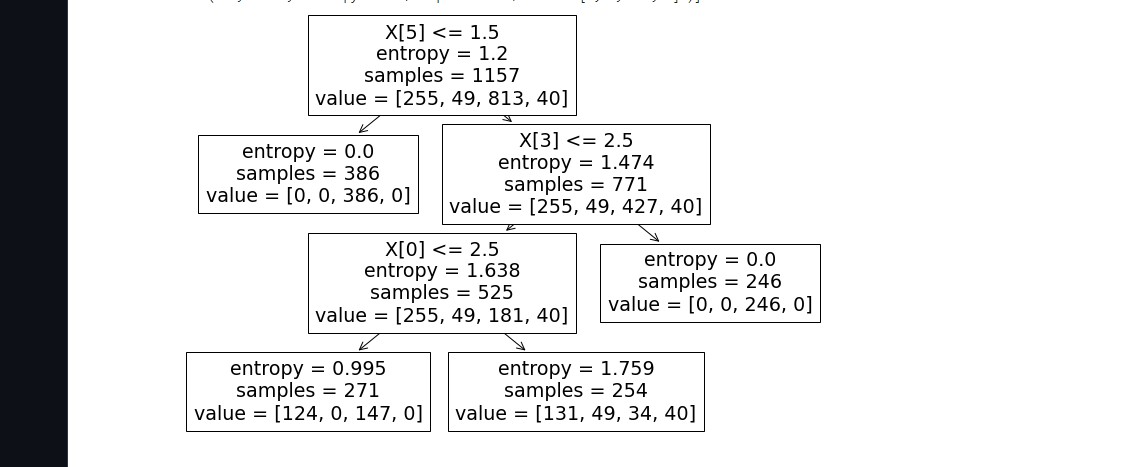 X[5] <= 1.5
entropy = 1.2
samples = 1157
value = [255, 49, 813, 40]
entropy = 0.0
samples = 386
value = [0, 0, 386, 0]
X[3] <= 2.5
entropy = 1.474
samples = 771
value = [255, 49, 427, 40]
X[0] <= 2.5
entropy = 1.638
samples = 525
value = [255, 49, 181, 40]
entropy = 0.0
samples = 246
value = [0, 0, 246, 0]
entropy = 0.995
samples = 271
value = [124, 0, 147, 0]
entropy = 1.759
samples = 254
value = [131, 49, 34, 40]